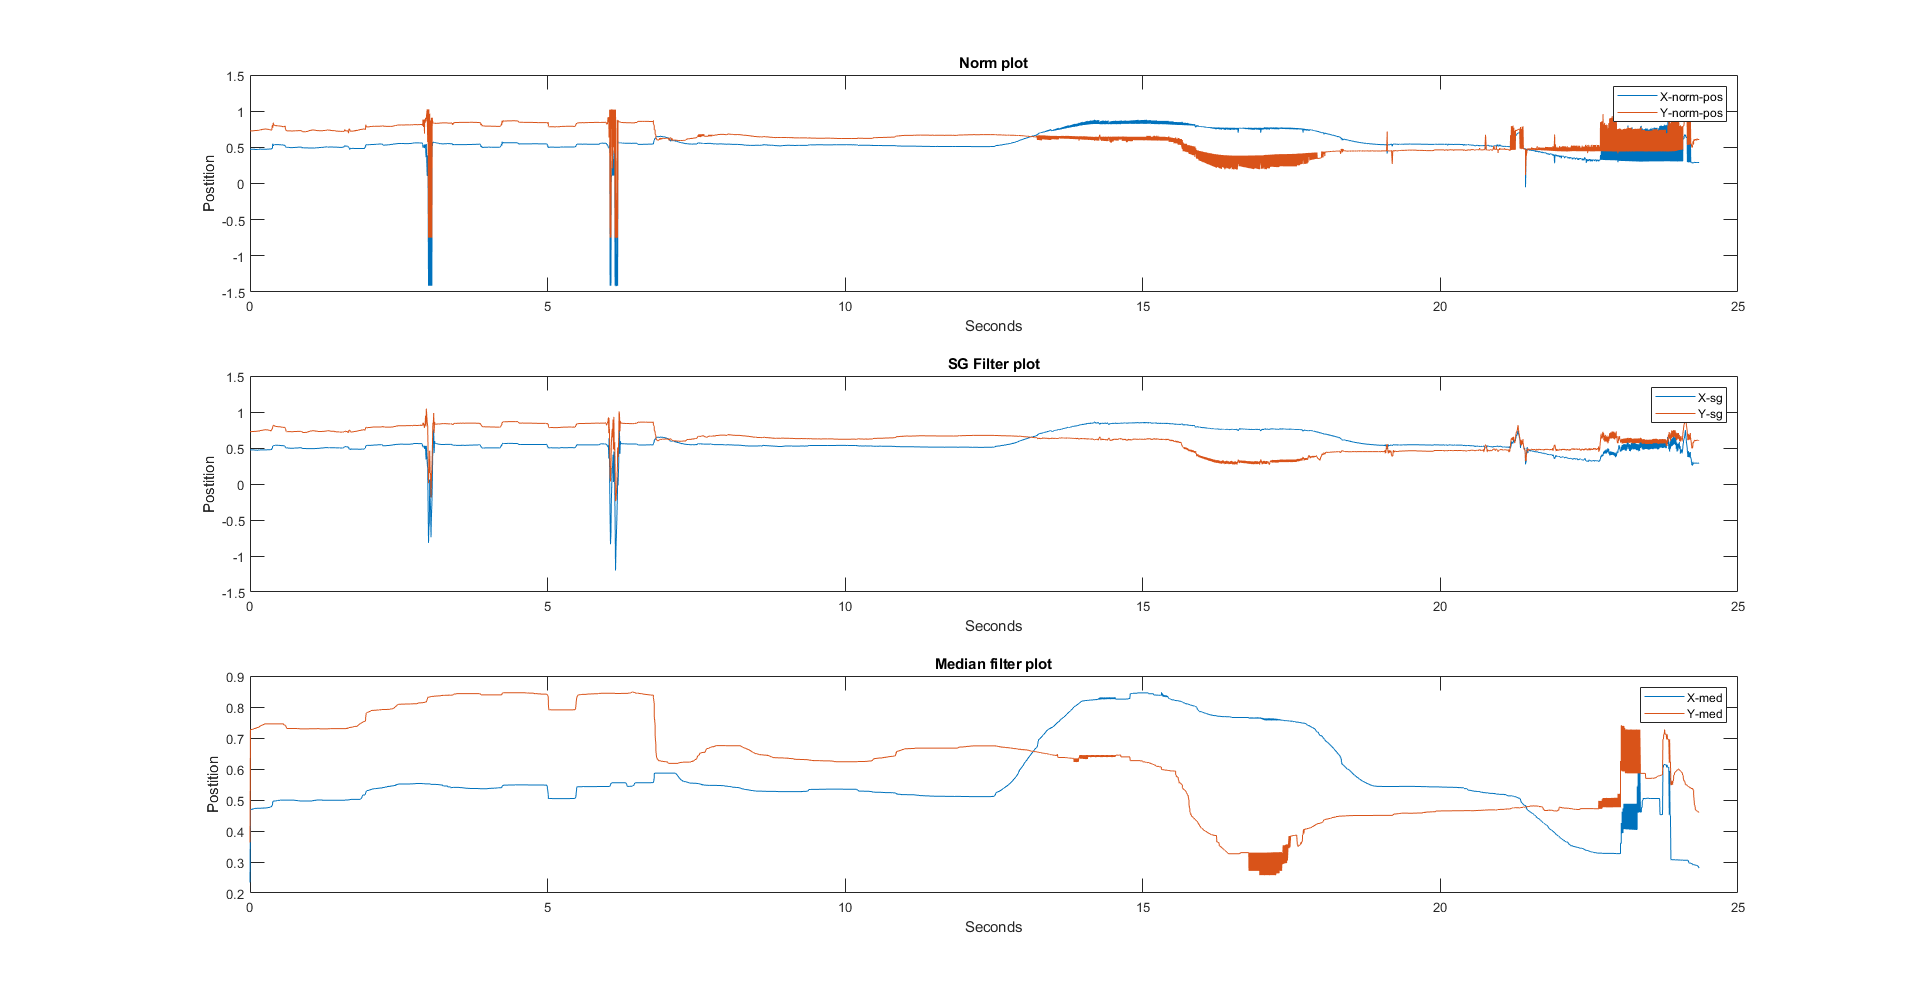 Norm plot
1.5
1
0.5
0
-0.5
-1
-1.5
Postition
X-norm-pos
Y-norm-pos
0 5 10 15 20 25
Seconds
SG Filter plot
1.5
1
0.5
0
-0.5
-1
-1.5
Postition
X-sg
Y-sg
0 5 10 15 20 25
Seconds
Median filter plot
0.9
0.8
0.7
0.6
0.5
0.4
0.3
0.2
Postition
X-med
Y-med
0 5 10 15 20 25
Seconds